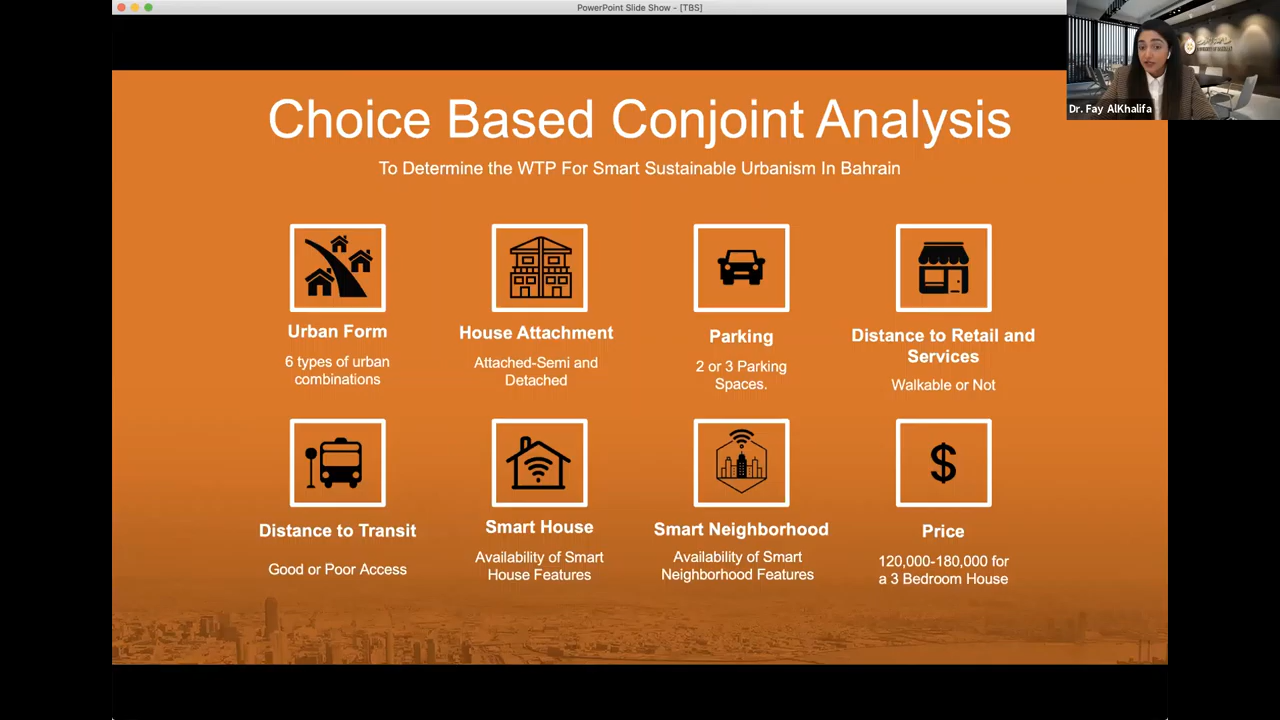 PowerPoint Slide Show - [TBS]
Dr. Fay AlKhalifa
Choice Based Conjoint Analysis
To Determine the WTP For Smart Sustainable Urbanism In Bahrain
Urban Form
6 types of urban
combinations
House Attachment
Attached-Semi and
Detached
Parking
2 or 3 Parking
Spaces.
Distance to Retail and
Services
Walkable or Not
Distance to Transit
Good or Poor Access
Smart House
Availability of Smart
House Features
Smart Neighborhood
Availability of Smart
Neighborhood Features
Price
120,000-180,000 for
a 3 Bedroom House